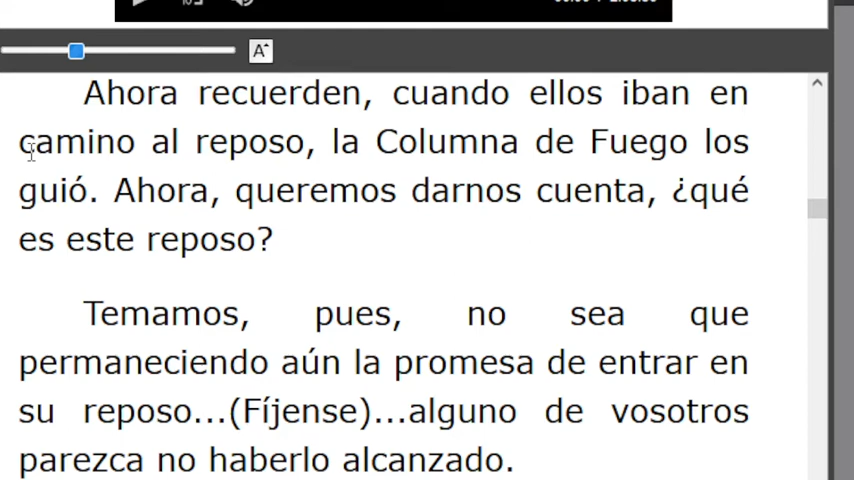 A
Ahora recuerden, cuando ellos iban en
camino al reposo, la Columna de Fuego los
guió. Ahora, queremos darnos cuenta, ¿qué
es este reposo?
Temamos, pues, no sea que
permaneciendo aún la promesa de entrar en
su reposo...(Fíjense)...alguno de vosotros
parezca no haberlo alcanzado.